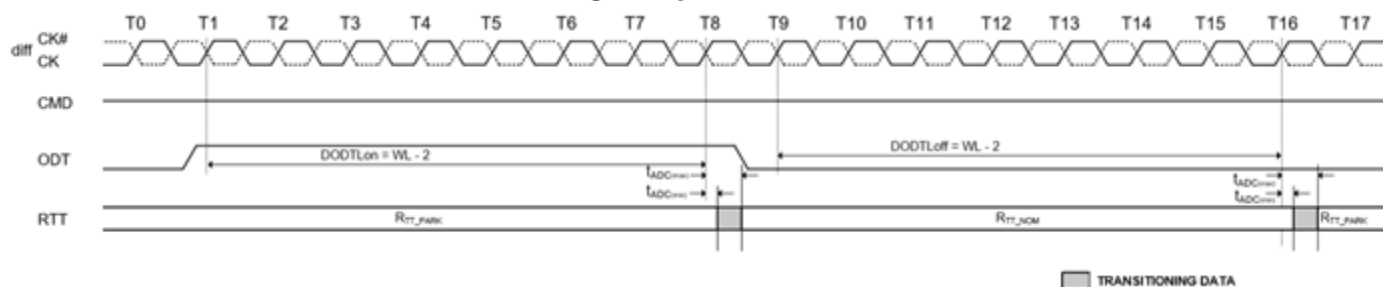 T0 T1 T2 T3 T4 T5 T6 T7 T8 T9 T10 T11 T12 T13 T14 T15 T16 T17
diff CK#
CK
CMD
ODT
DODTLon = WL - 2
DODTLoff = WL - 2
tADC(max)
tADC(max)
tADC(min)
tADC(min)
RTT
RTT_PARK
RTT_NOM
RTT_PARK
TRANSITIONING DATA